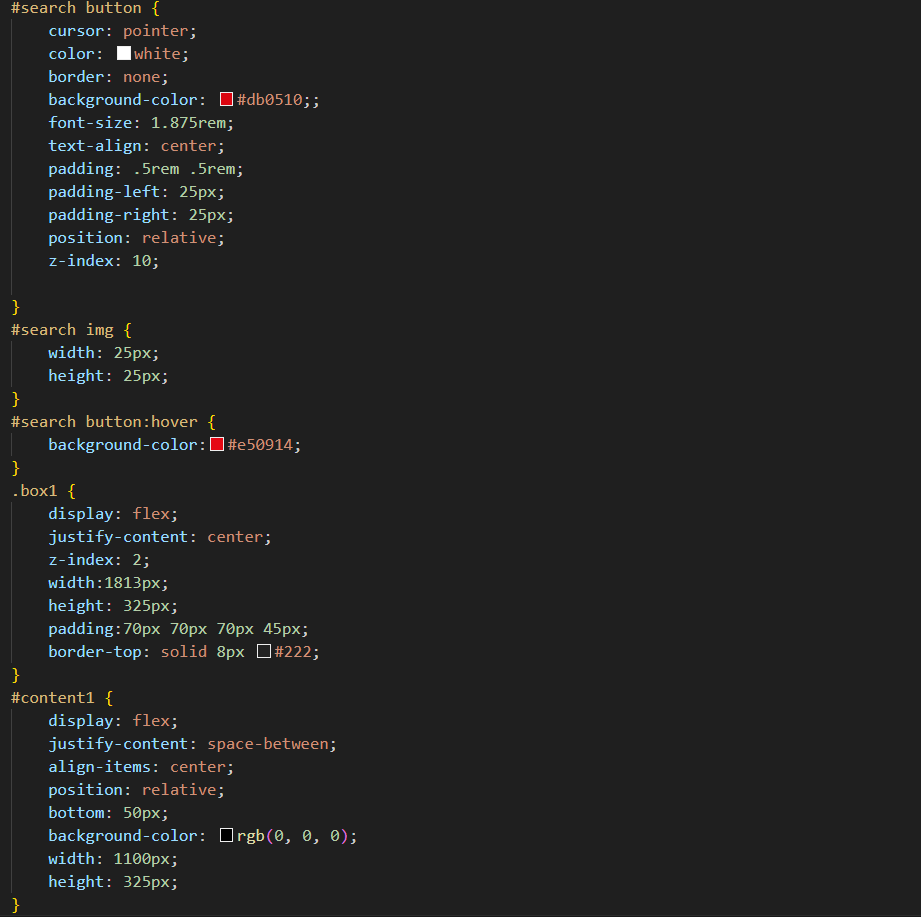 #search button {
cursor: pointer;
color: white;
border: none;
background-color: #db0510;;
font-size: 1.875rem;
text-align: center;
padding: .5rem .5rem;
padding-left: 25px;
padding-right: 25px;
position: relative;
z-index: 10;
}
#search img {
width: 25px;
height: 25px;
}
#search button:hover {
background-color:#e50914;
}
.box1 {
display: flex;
justify-content: center;
z-index: 2;
width:1813px;
height: 325px;
padding:70px 70px 70px 45px;
border-top: solid 8px #222;
}
#content1 {
display: flex;
justify-content: space-between;
align-items: center;
position: relative;
bottom: 50px;
background-color: rgb(0, 0, 0);
width: 1100px;
height: 325px;
}